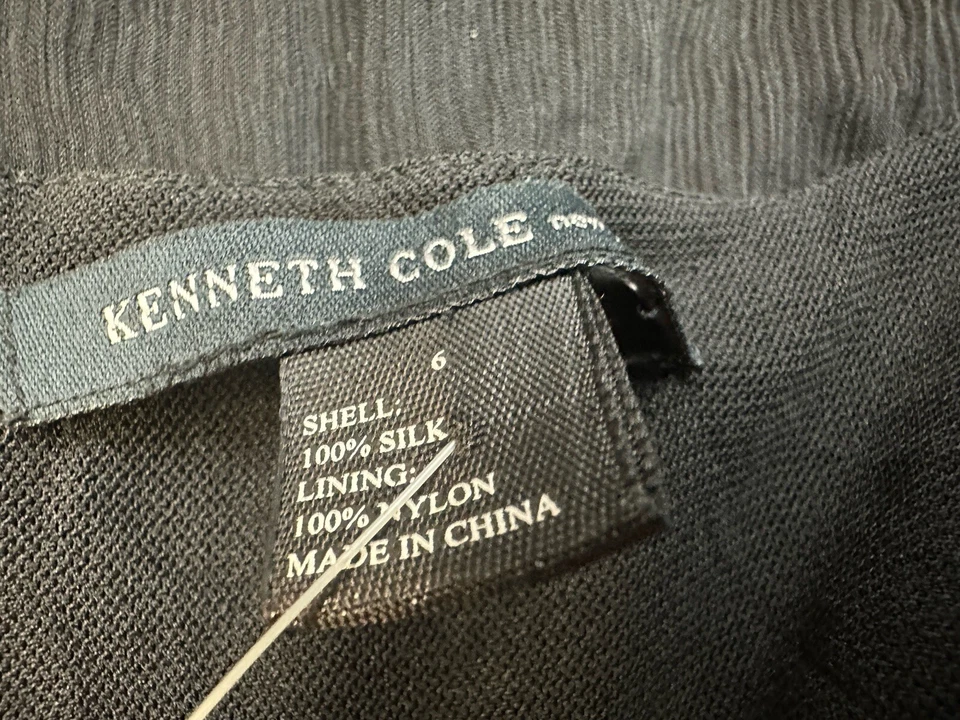 KENNETH COLE
6
SHELL:
100% SILK
LINING:
100% NYLON
MADE IN CHINA